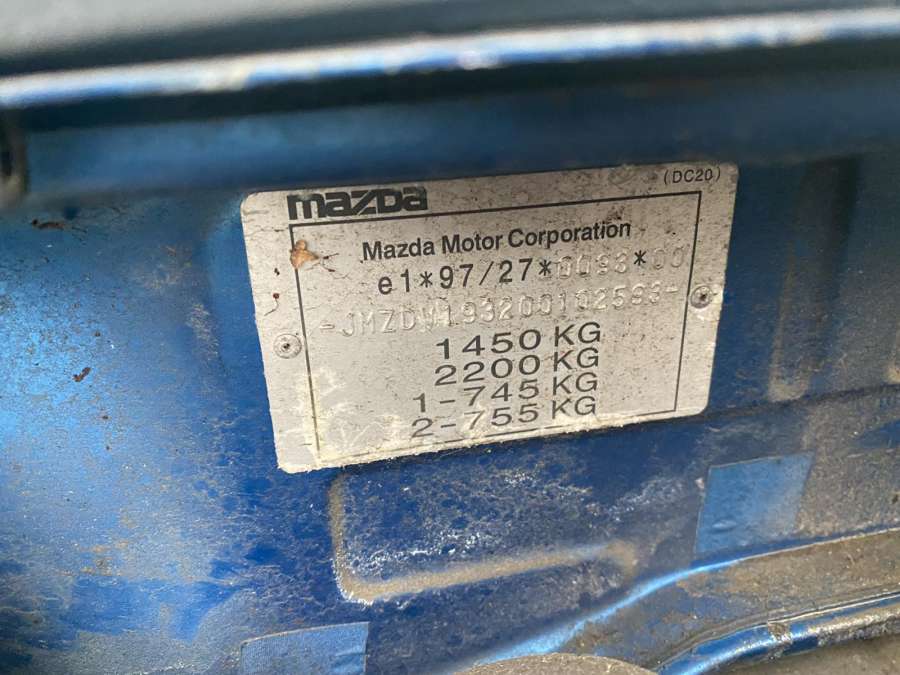 mazda
(DC20)
Mazda Motor Corporation
e1*97/27*0093*00
-JMZDW193200102593-
1450 KG
2200 KG
1-745 KG
2-755 KG